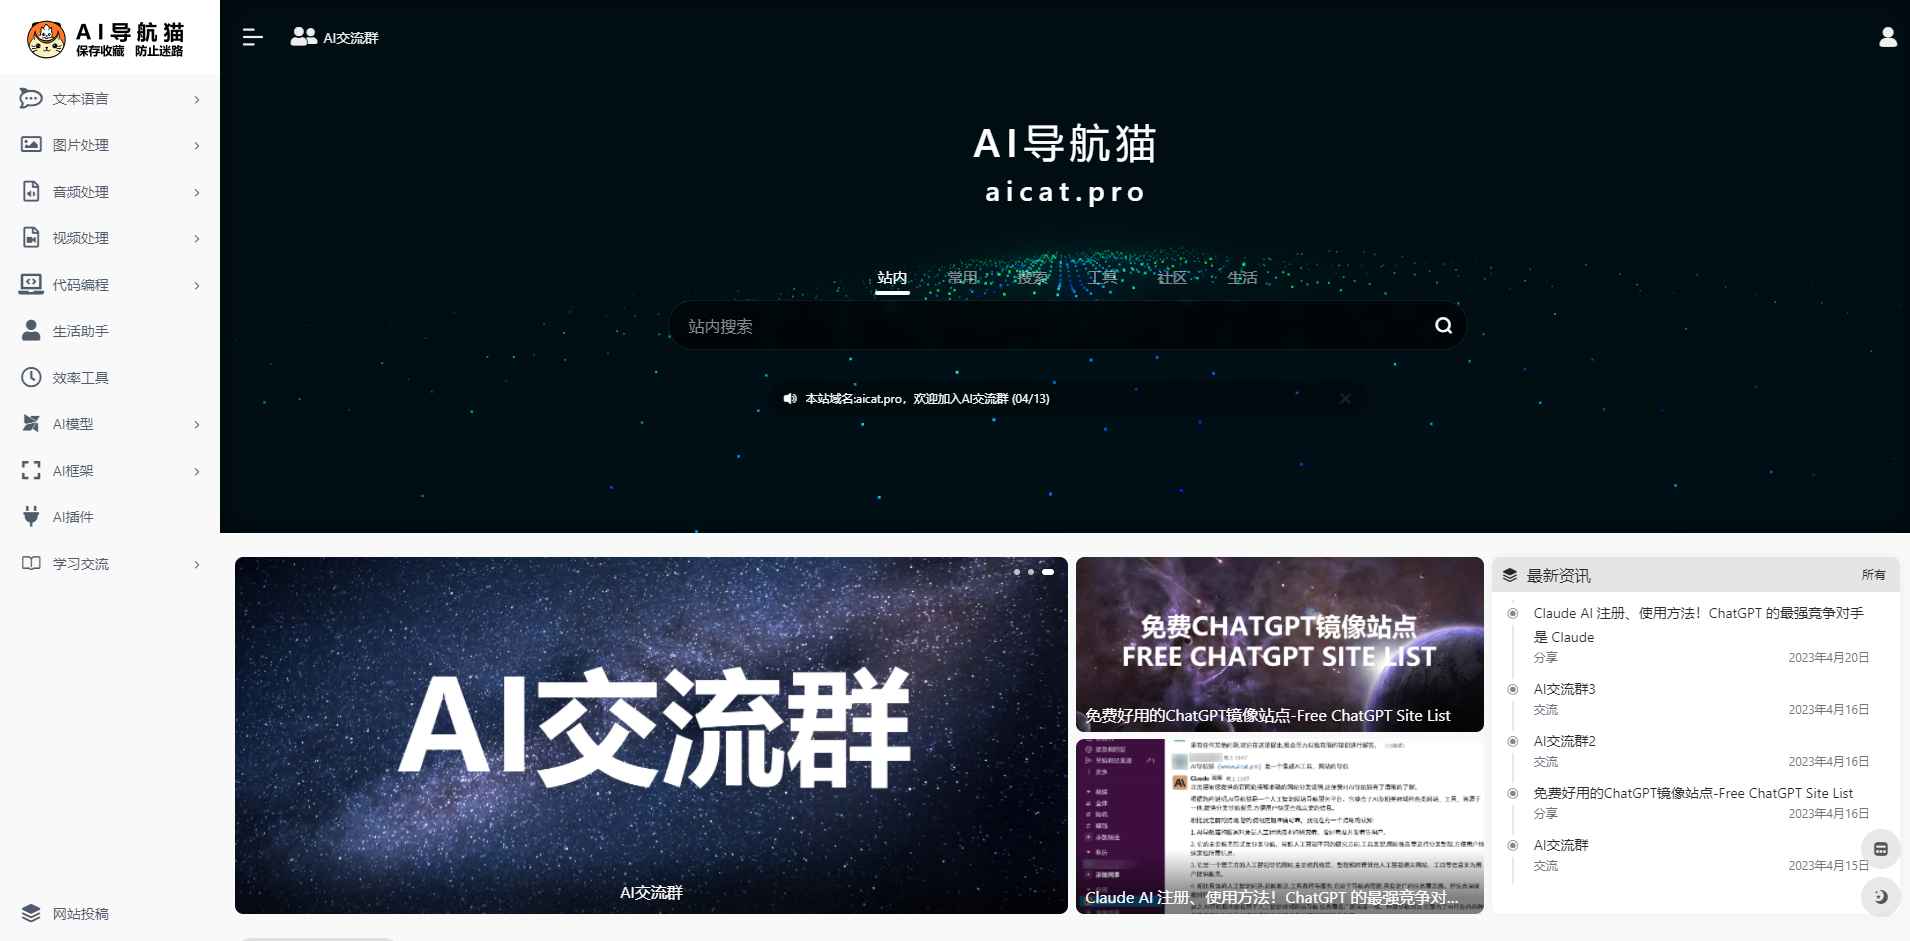 AI导航猫
保存收藏 防止迷路
AI交流群
文本语言
图片处理
音频处理
视频处理
代码编程
生活助手
效率工具
AI模型
AI框架
AI插件
学习交流
网站投稿
AI导航猫
aicat.pro
站内 常用 搜索 工具 社区 生活
站内搜索
本站域名:aicat.pro，欢迎加入AI交流群 (04/13)
AI交流群
AI交流群
免费CHATGPT镜像站点
FREE CHATGPT SITE LIST
免费好用的ChatGPT镜像站点-Free ChatGPT Site List
Claude AI 注册、使用方法！ChatGPT 的最强竞争对...
最新资讯 所有
Claude AI 注册、使用方法！ChatGPT 的最强竞争对手
是 Claude
分享 2023年4月20日
AI交流群3
交流 2023年4月16日
AI交流群2
交流 2023年4月16日
免费好用的ChatGPT镜像站点-Free ChatGPT Site List
分享 2023年4月16日
AI交流群
交流 2023年4月15日